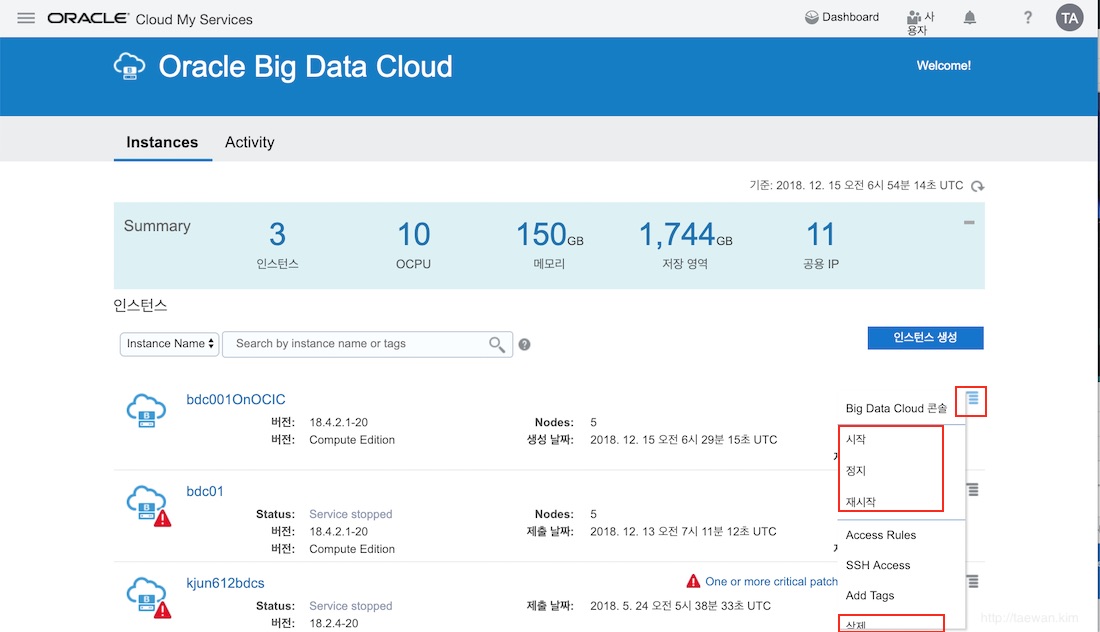 ORACLE Cloud My Services
Dashboard
사
용자
?
TA
Oracle Big Data Cloud
Welcome!
Instances Activity
기준: 2018. 12. 15 오전 6시 54분 14초 UTC
Summary
3
인스턴스
10
OCPU
150GB
메모리
1,744GB
저장 영역
11
공용 IP
인스턴스
Instance Name
Search by instance name or tags
?
인스턴스 생성
bdc001OnOCIC
버전: 18.4.2.1-20
버전: Compute Edition
Nodes: 5
생성 날짜: 2018. 12. 15 오전 6시 29분 15초 UTC
Big Data Cloud 콘솔
시작
정지
재시작
Access Rules
SSH Access
Add Tags
삭제
bdc01
Status: Service stopped
버전: 18.4.2.1-20
버전: Compute Edition
Nodes: 5
제출 날짜: 2018. 12. 13 오전 7시 11분 12초 UTC
kjun612bdcs
Status: Service stopped
버전: 18.2.4-20
One or more critical patch
제출 날짜: 2018. 5. 24 오전 5시 38분 33초 UTC
http://taewan.kim